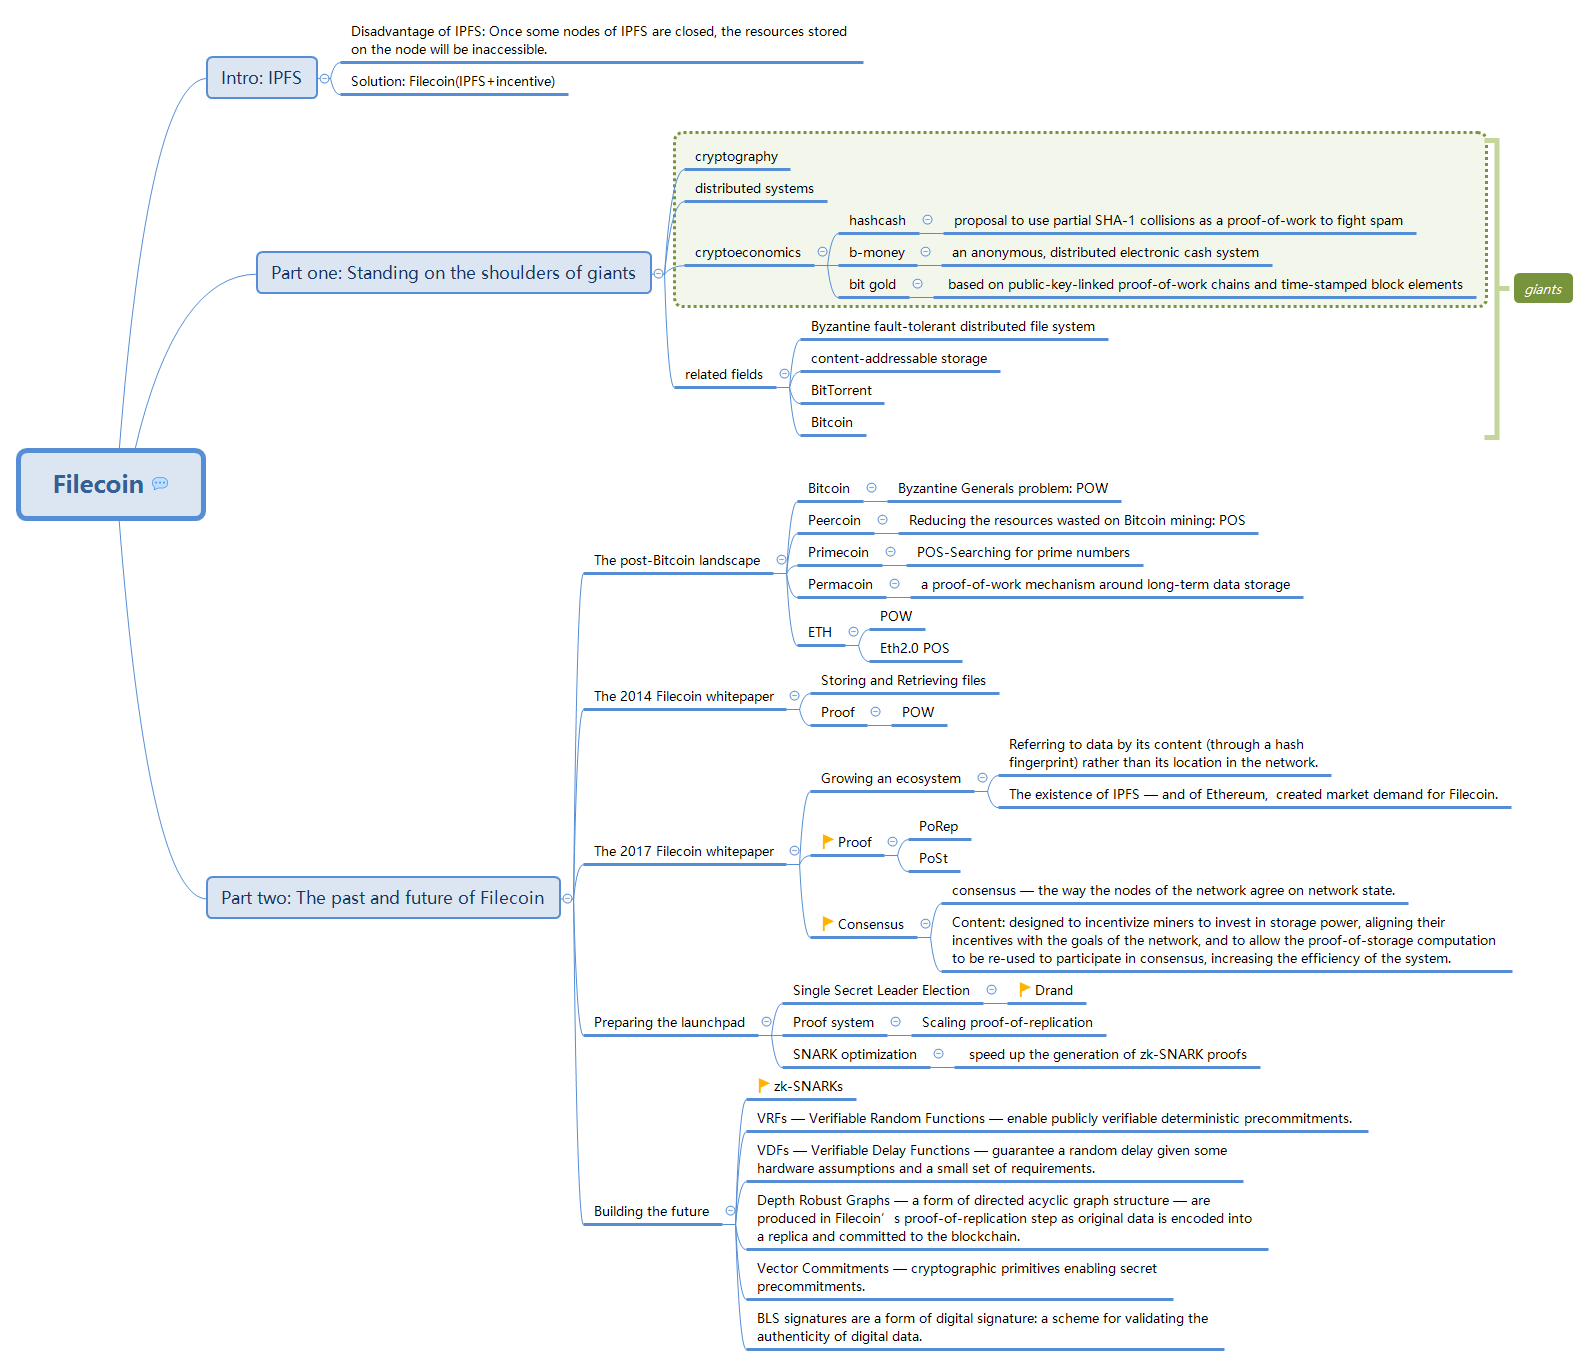 Filecoin
Intro: IPFS
Disadvantage of IPFS: Once some nodes of IPFS are closed, the resources stored
on the node will be inaccessible.
Solution: Filecoin(IPFS+incentive)
Part one: Standing on the shoulders of giants
cryptography
distributed systems
cryptoeconomics
hashcash
proposal to use partial SHA-1 collisions as a proof-of-work to fight spam
b-money
an anonymous, distributed electronic cash system
bit gold
based on public-key-linked proof-of-work chains and time-stamped block elements
giants
related fields
Byzantine fault-tolerant distributed file system
content-addressable storage
BitTorrent
Bitcoin
Part two: The past and future of Filecoin
The post-Bitcoin landscape
Bitcoin
Byzantine Generals problem: POW
Peercoin
Reducing the resources wasted on Bitcoin mining: POS
Primecoin
POS-Searching for prime numbers
Permacoin
a proof-of-work mechanism around long-term data storage
ETH
POW
Eth2.0 POS
The 2014 Filecoin whitepaper
Storing and Retrieving files
Proof
POW
The 2017 Filecoin whitepaper
Growing an ecosystem
Referring to data by its content (through a hash
fingerprint) rather than its location in the network.
The existence of IPFS — and of Ethereum,  created market demand for Filecoin.
Proof
PoRep
PoSt
Consensus
consensus — the way the nodes of the network agree on network state.
Content: designed to incentivize miners to invest in storage power, aligning their
incentives with the goals of the network, and to allow the proof-of-storage computation
to be re-used to participate in consensus, increasing the efficiency of the system.
Preparing the launchpad
Single Secret Leader Election
Drand
Proof system
Scaling proof-of-replication
SNARK optimization
speed up the generation of zk-SNARK proofs
Building the future
zk-SNARKs
VRFs — Verifiable Random Functions — enable publicly verifiable deterministic precommitments.
VDFs — Verifiable Delay Functions — guarantee a random delay given some
hardware assumptions and a small set of requirements.
Depth Robust Graphs — a form of directed acyclic graph structure — are
produced in Filecoin’s proof-of-replication step as original data is encoded into
a replica and committed to the blockchain.
Vector Commitments — cryptographic primitives enabling secret
precommitments.
BLS signatures are a form of digital signature: a scheme for validating the
authenticity of digital data.